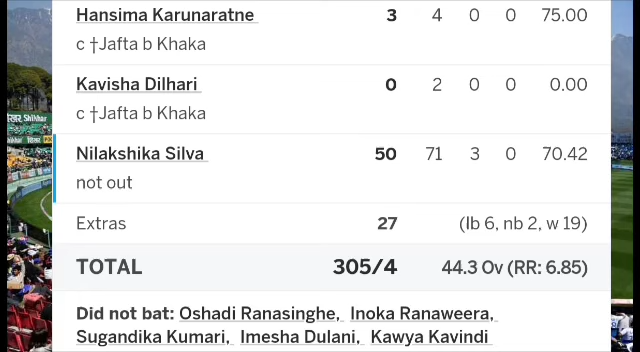 Hansima Karunaratne 3 4 0 0 75.00
c †Jafta b Khaka
Kavisha Dilhari 0 2 0 0 0.00
c †Jafta b Khaka
Nilakshika Silva 50 71 3 0 70.42
not out
Extras 27 (lb 6, nb 2, w 19)
TOTAL 305/4 44.3 Ov (RR: 6.85)
Did not bat: Oshadi Ranasinghe, Inoka Ranaweera,
Sugandika Kumari, Imesha Dulani, Kawya Kavindi